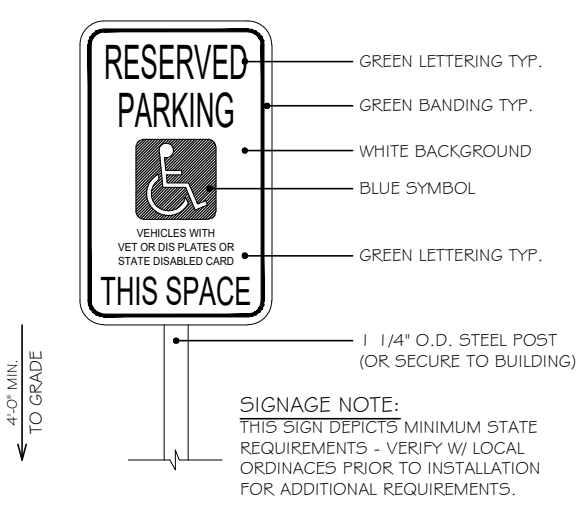 RESERVED
PARKING
VEHICLES WITH
VET OR DIS PLATES OR
STATE DISABLED CARD
THIS SPACE
GREEN LETTERING TYP.
GREEN BANDING TYP.
WHITE BACKGROUND
BLUE SYMBOL
GREEN LETTERING TYP.
1 1/4" O.D. STEEL POST
(OR SECURE TO BUILDING)
4'-0" MIN.
TO GRADE
SIGNAGE NOTE:
THIS SIGN DEPICTS MINIMUM STATE
REQUIREMENTS - VERIFY W/ LOCAL
ORDINACES PRIOR TO INSTALLATION
FOR ADDITIONAL REQUIREMENTS.